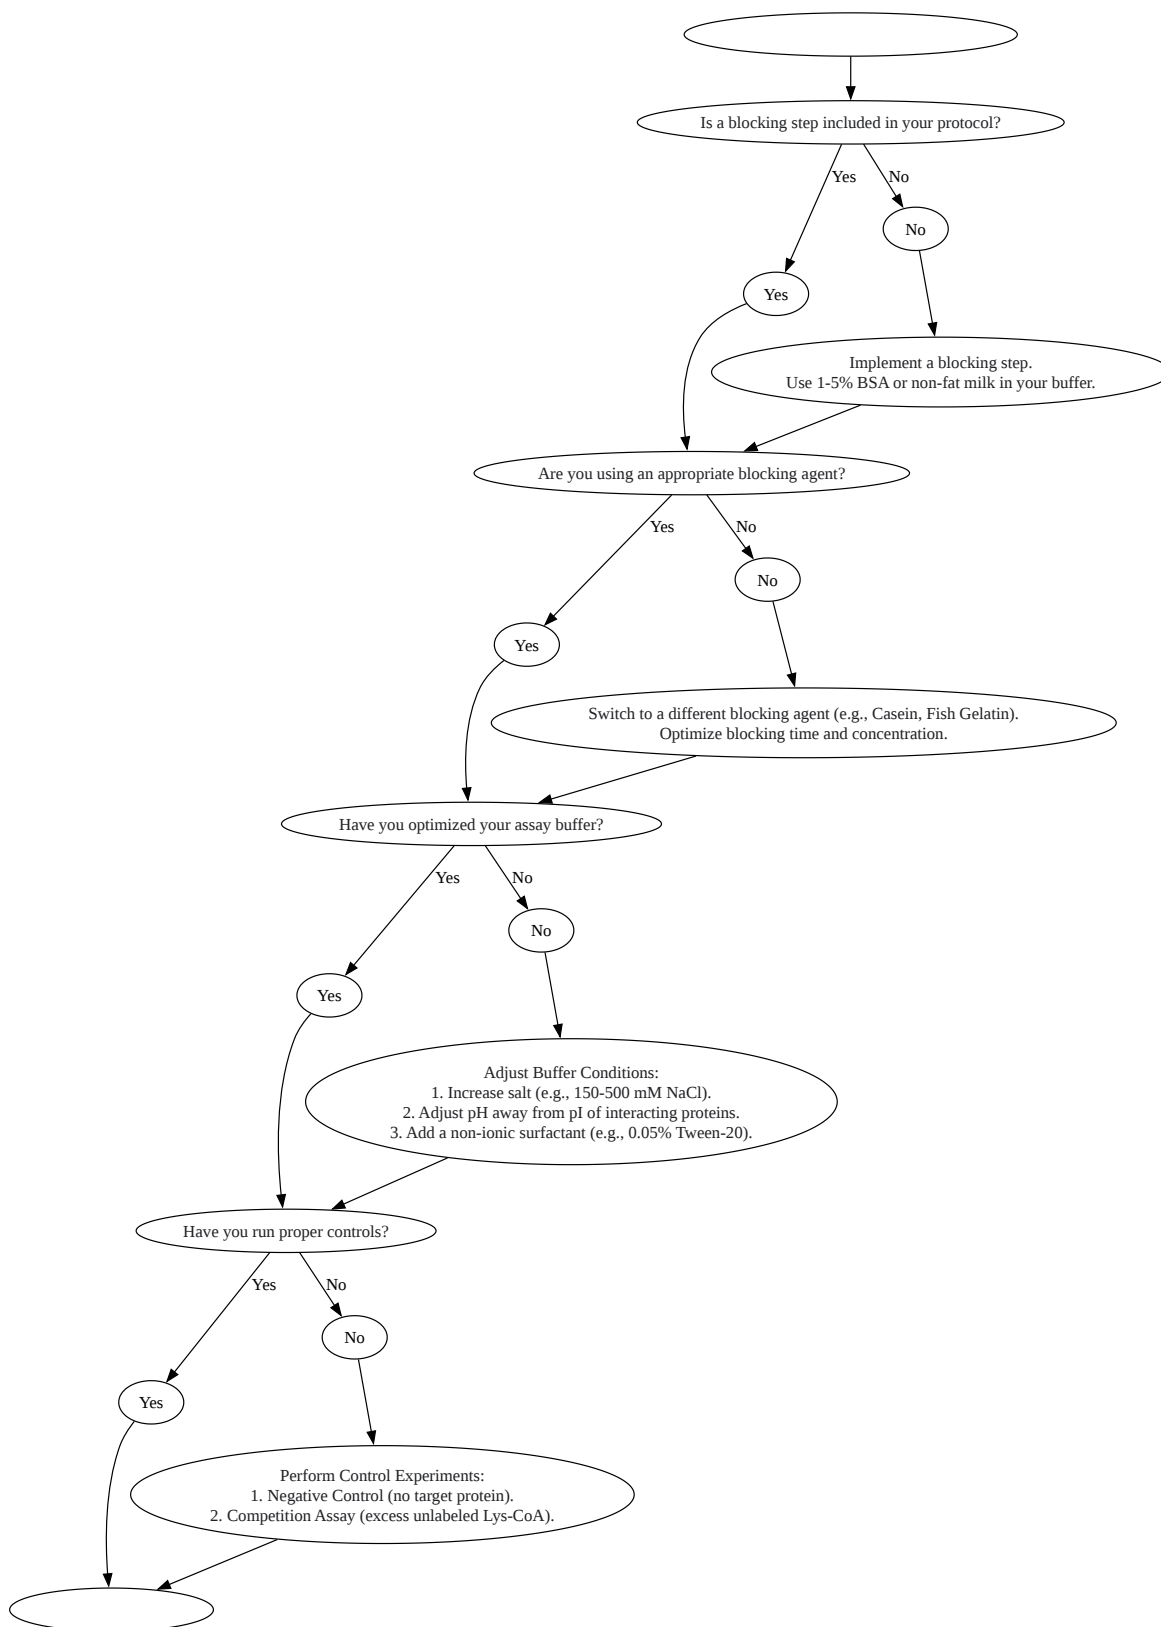 Is a blocking step included in your protocol?
Yes
No
No
Yes
Implement a blocking step.
Use 1-5% BSA or non-fat milk in your buffer.
Are you using an appropriate blocking agent?
Yes
No
No
Yes
Switch to a different blocking agent (e.g., Casein, Fish Gelatin).
Optimize blocking time and concentration.
Have you optimized your assay buffer?
Yes
No
No
Yes
Adjust Buffer Conditions:
1. Increase salt (e.g., 150-500 mM NaCl).
2. Adjust pH away from pI of interacting proteins.
3. Add a non-ionic surfactant (e.g., 0.05% Tween-20).
Have you run proper controls?
Yes
No
No
Yes
Perform Control Experiments:
1. Negative Control (no target protein).
2. Competition Assay (excess unlabeled Lys-CoA).